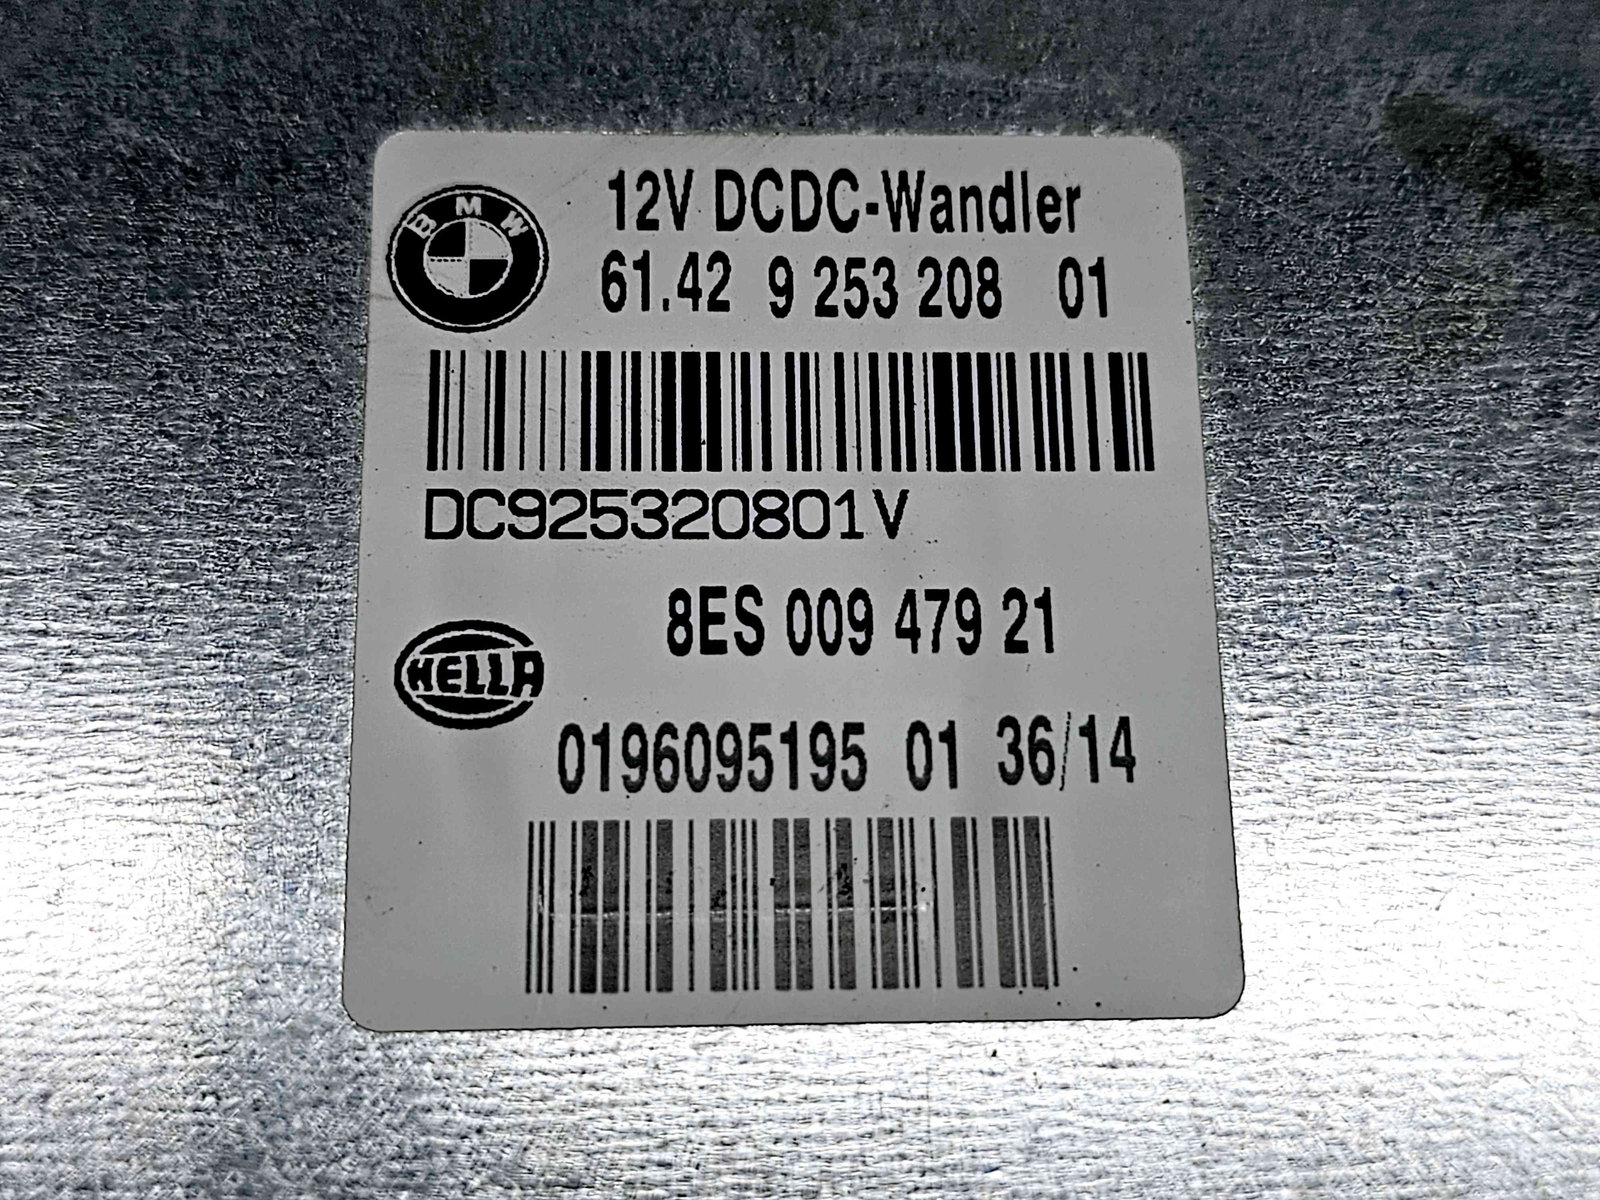 BMW
12V DCDC-Wandler
61.42 9 253 208 01
DC925320801V
8ES 009 479 21
HELLA
0196095195 01 36/14